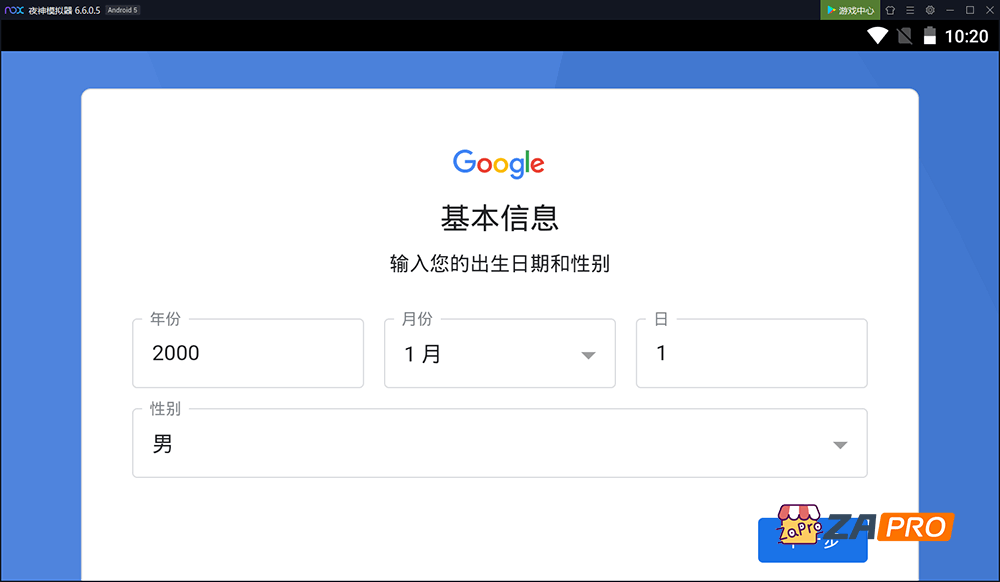 nox 夜神模拟器 6.6.0.5 Android 5 游戏中心
10:20
Google
基本信息
输入您的出生日期和性别
年份 月份 日
2000 1 月 1
性别
男
ZaPro ZAPRO
步